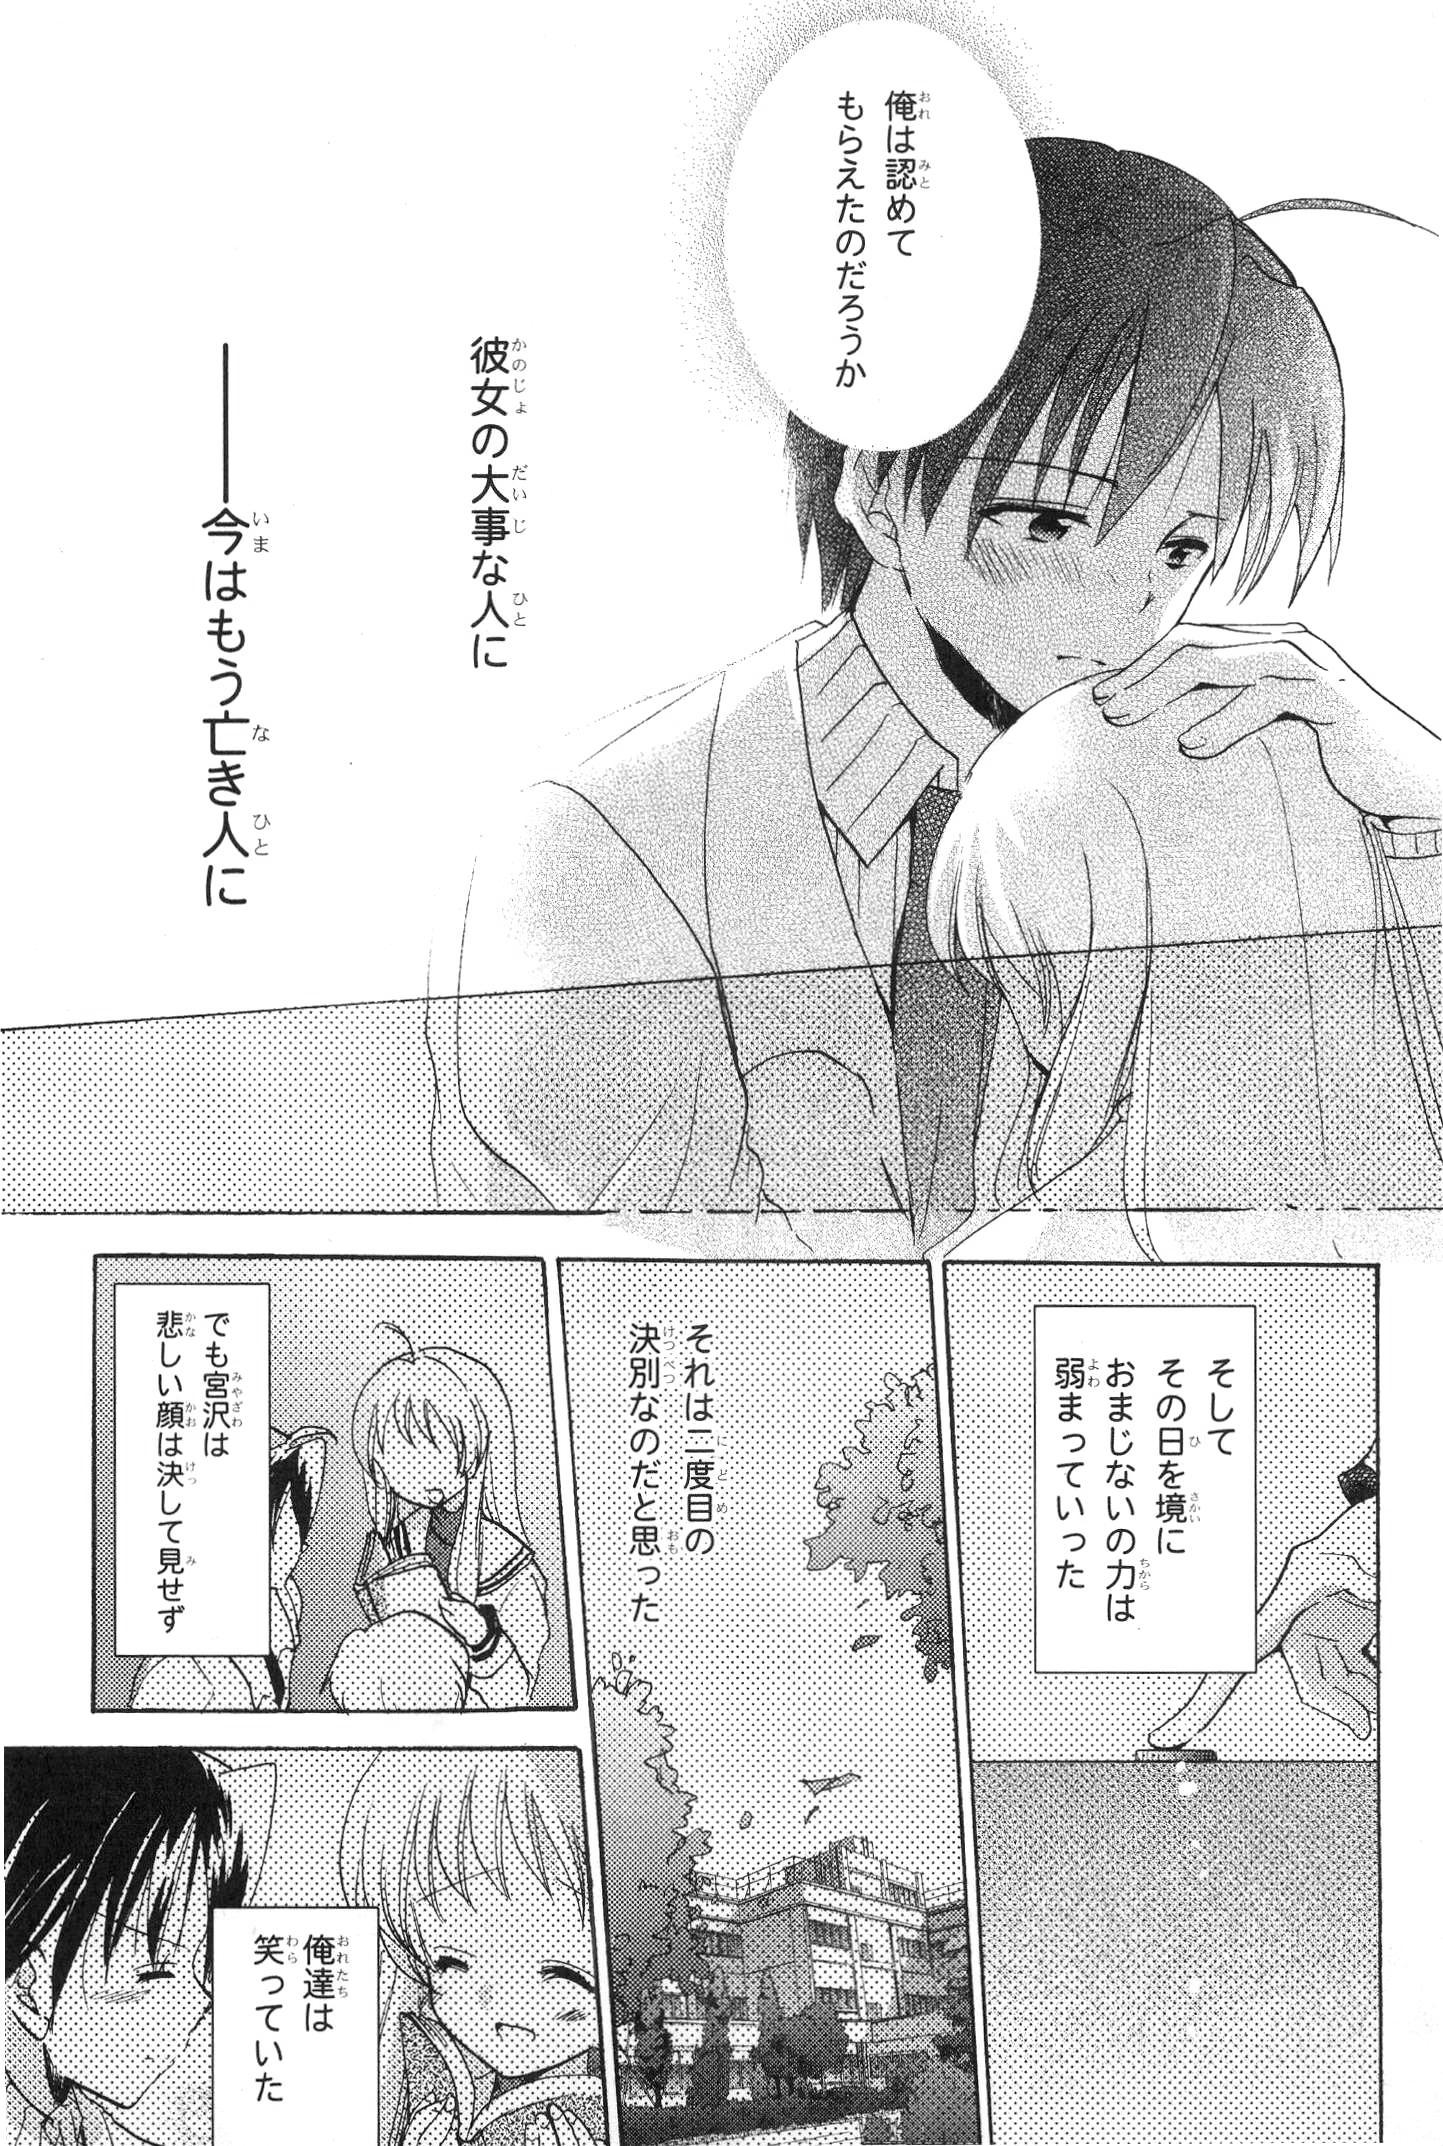 俺は認めて
もらえたのだろうか
彼女の大事な人に
――今はもう亡き人に
そして
その日を境に
おまじないの力は
弱まっていった
それは二度目の
決別なのだと思った
でも宮沢は
悲しい顔は決して見せず
俺達は
笑っていた